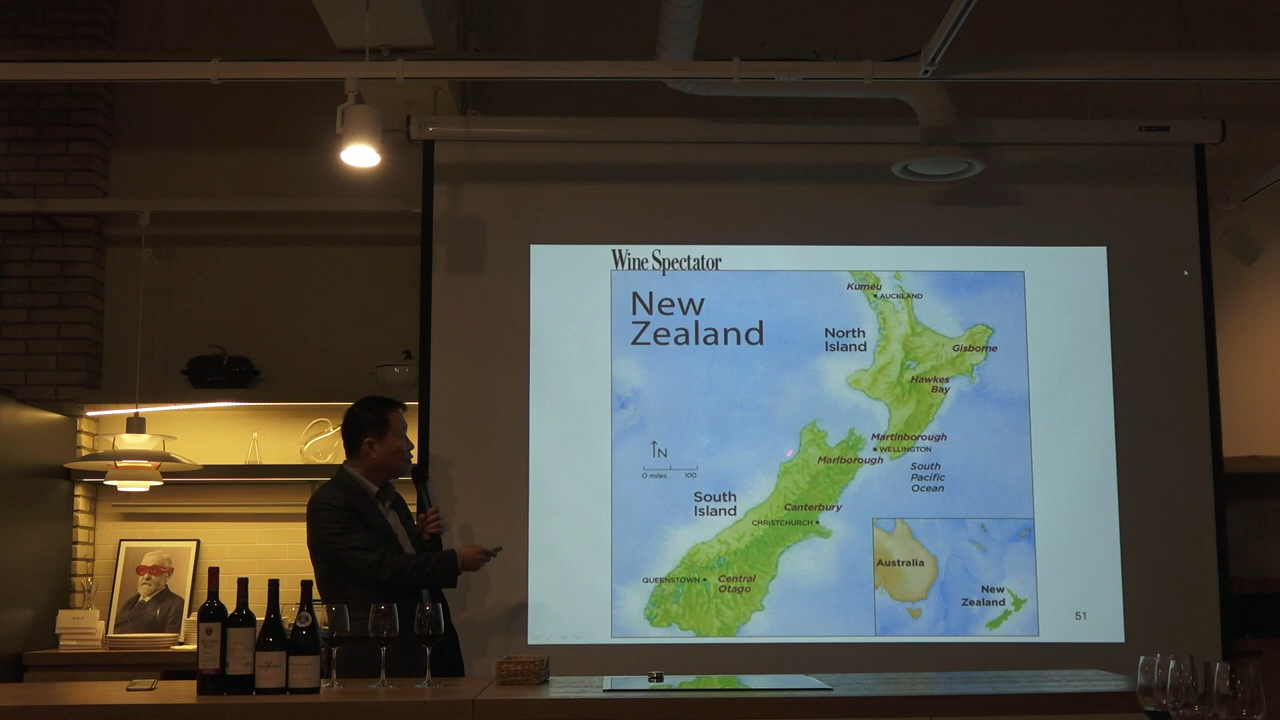 Wine Spectator
New
Zealand
Kumeu
AUCKLAND
North
Island
Gisborne
Hawkes
Bay
Martinborough
WELLINGTON
Marlborough
South
Pacific
Ocean
N
0 miles 100
South
Island
Canterbury
CHRISTCHURCH
QUEENSTOWN
Central
Otago
Australia
New
Zealand
51